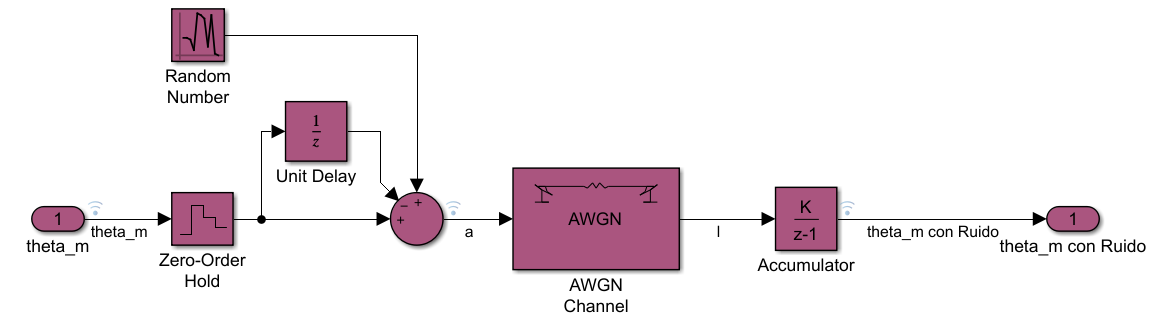 Random
Number
1
z
Unit Delay
− +
+
1
theta_m
theta_m
Zero-Order
Hold
a
AWGN
AWGN
Channel
l
K
z-1
Accumulator
theta_m con Ruido
1
theta_m con Ruido